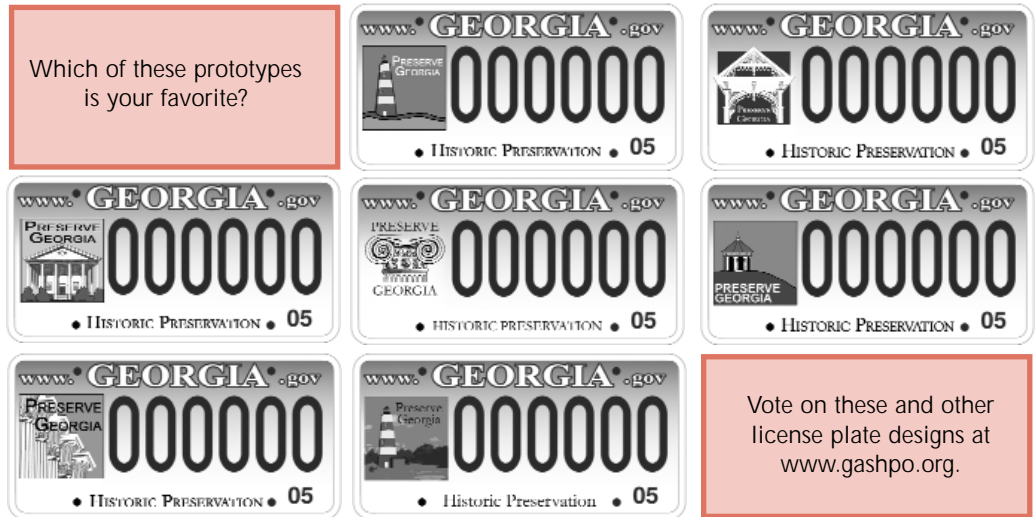 Which of these prototypes
is your favorite?
www.GEORGIA.gov
PRESERVE
GEORGIA
000000
• HISTORIC PRESERVATION • 05
www.GEORGIA.gov
PRESERVE
GEORGIA
000000
• HISTORIC PRESERVATION • 05
www.GEORGIA.gov
PRESERVE
GEORGIA
000000
• HISTORIC PRESERVATION • 05
www.GEORGIA.gov
PRESERVE
GEORGIA
000000
• HISTORIC PRESERVATION • 05
www.GEORGIA.gov
PRESERVE
GEORGIA
000000
• HISTORIC PRESERVATION • 05
www.GEORGIA.gov
PRESERVE
GEORGIA
000000
• HISTORIC PRESERVATION • 05
www.GEORGIA.gov
Preserve
Georgia
000000
• Historic Preservation • 05
Vote on these and other
license plate designs at
www.gashpo.org.